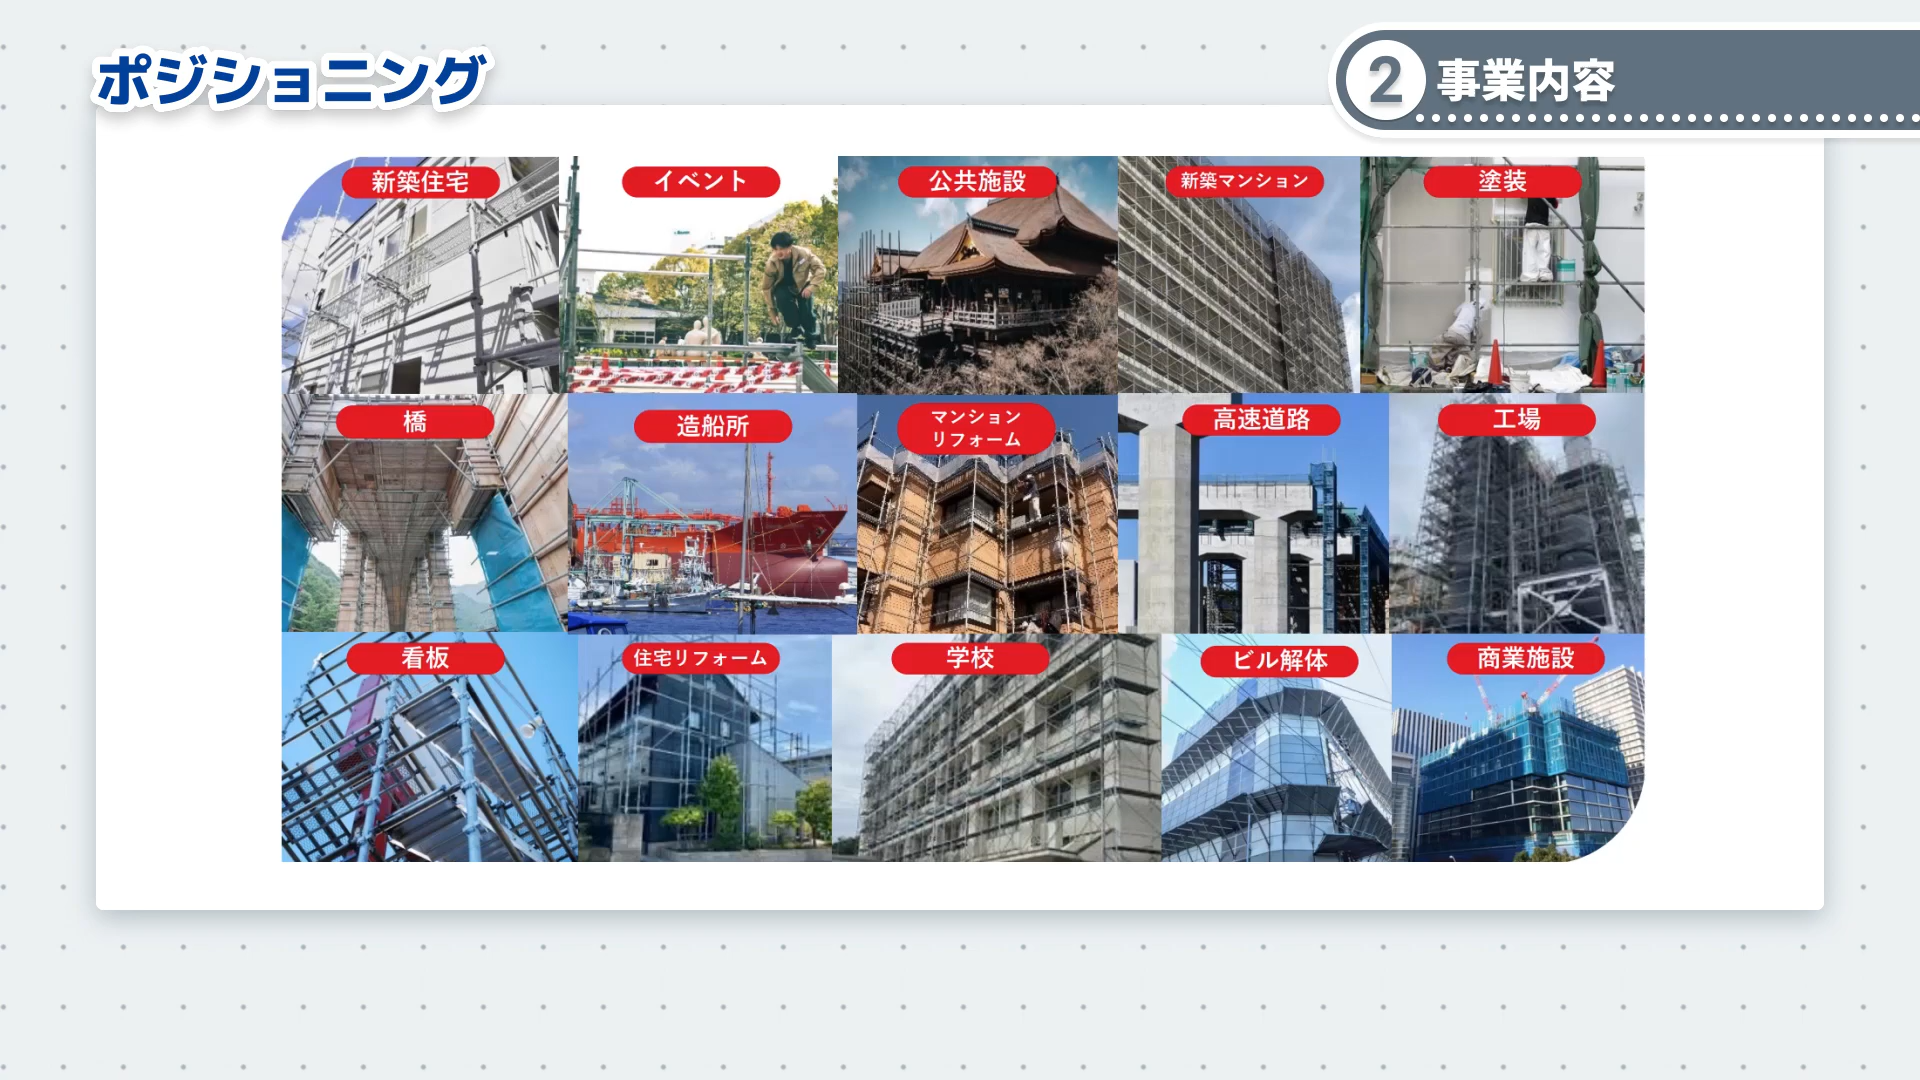 ポジショニング
2 事業内容
新築住宅
イベント
公共施設
新築マンション
塗装
橋
造船所
マンション
リフォーム
高速道路
工場
看板
住宅リフォーム
学校
ビル解体
商業施設